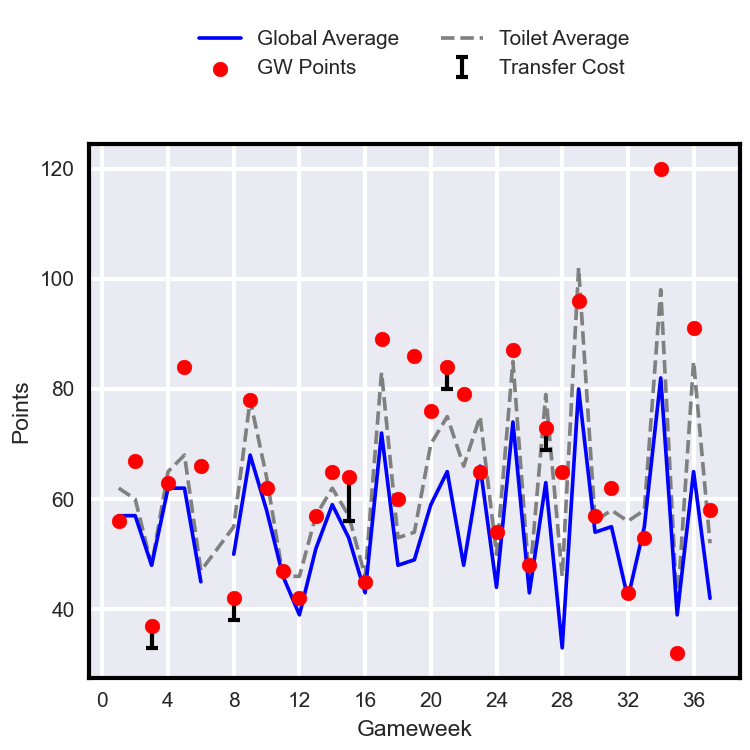 Global Average
Toilet Average
GW Points
Transfer Cost
120
100
80
60
40
Points
0 4 8 12 16 20 24 28 32 36
Gameweek